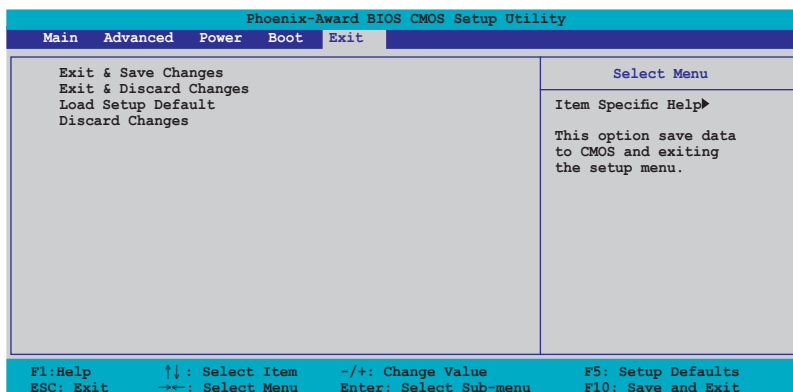 Phoenix-Award BIOS CMOS Setup Utility
Main Advanced Power Boot Exit
Exit & Save Changes
Exit & Discard Changes
Load Setup Default
Discard Changes
Select Menu
Item Specific Help▶
This option save data
to CMOS and exiting
the setup menu.
F1:Help ↑↓: Select Item -/+: Change Value F5: Setup Defaults
ESC: Exit →←: Select Menu Enter: Select Sub-menu F10: Save and Exit